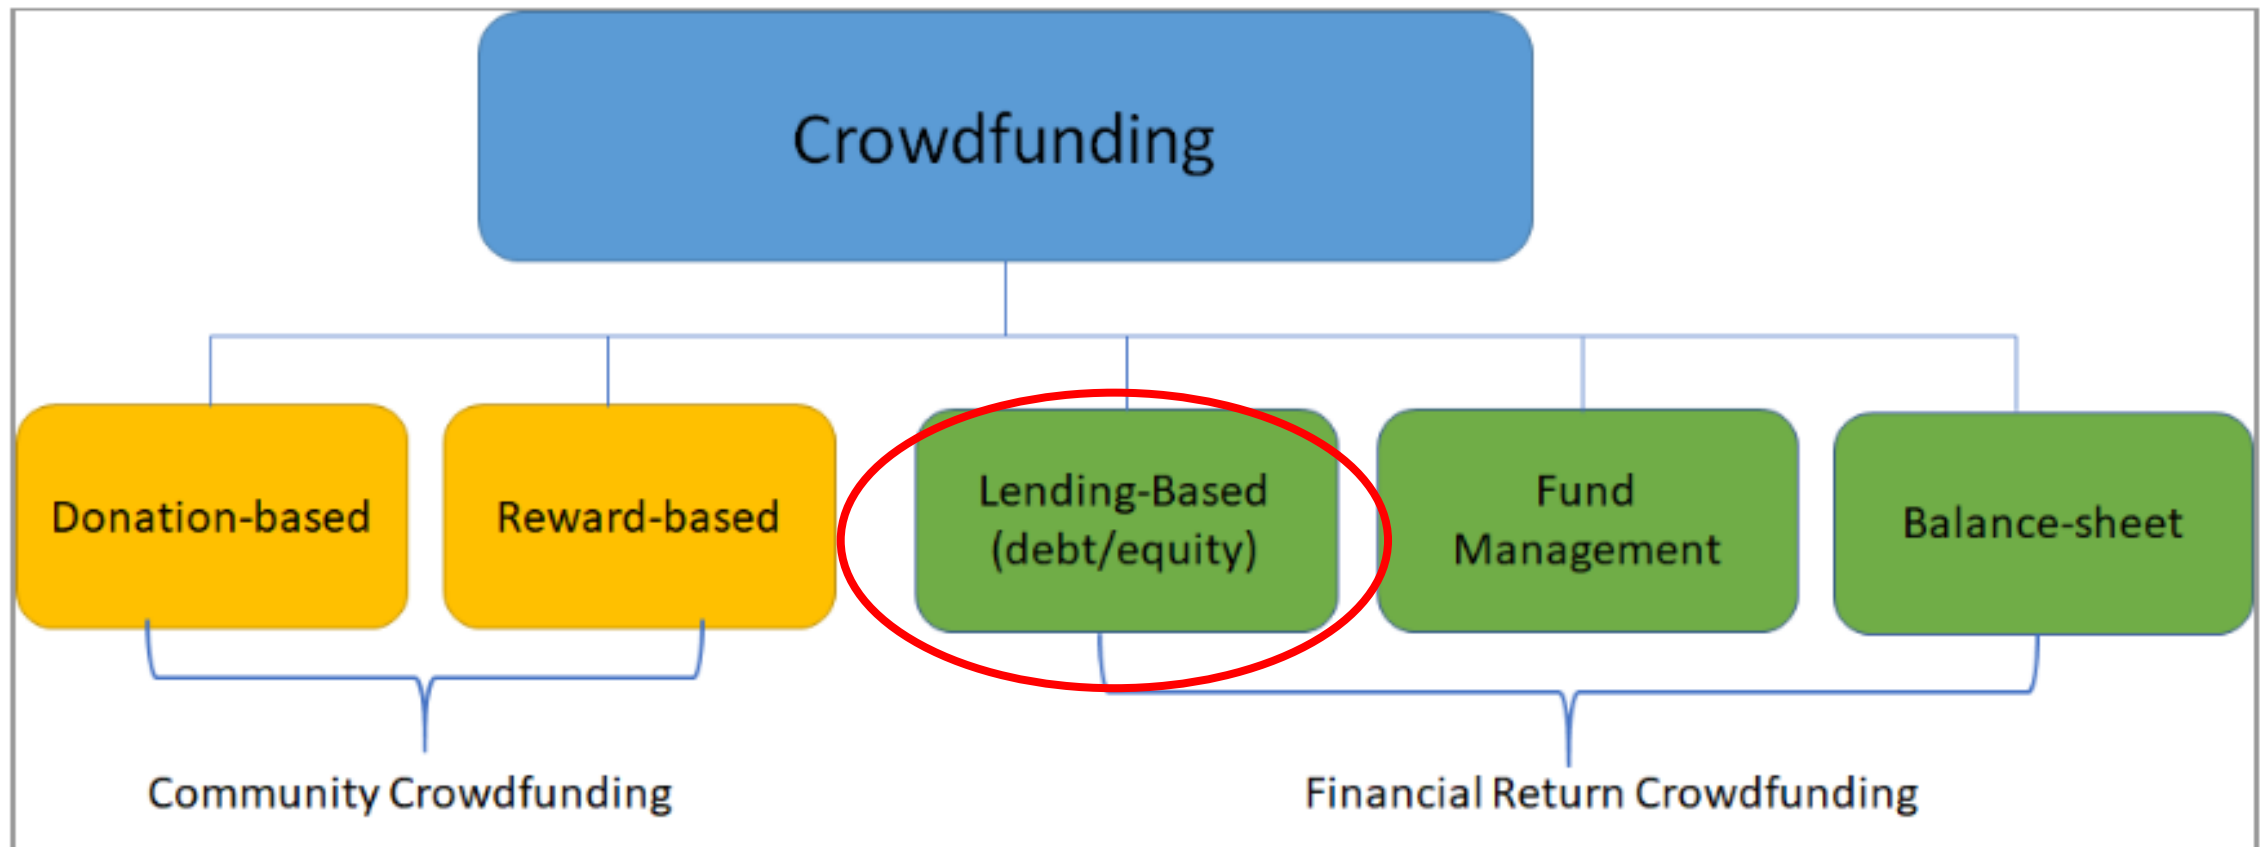 Crowdfunding
Donation-based
Reward-based
Lending-Based
(debt/equity)
Fund
Management
Balance-sheet
Community Crowdfunding
Financial Return Crowdfunding